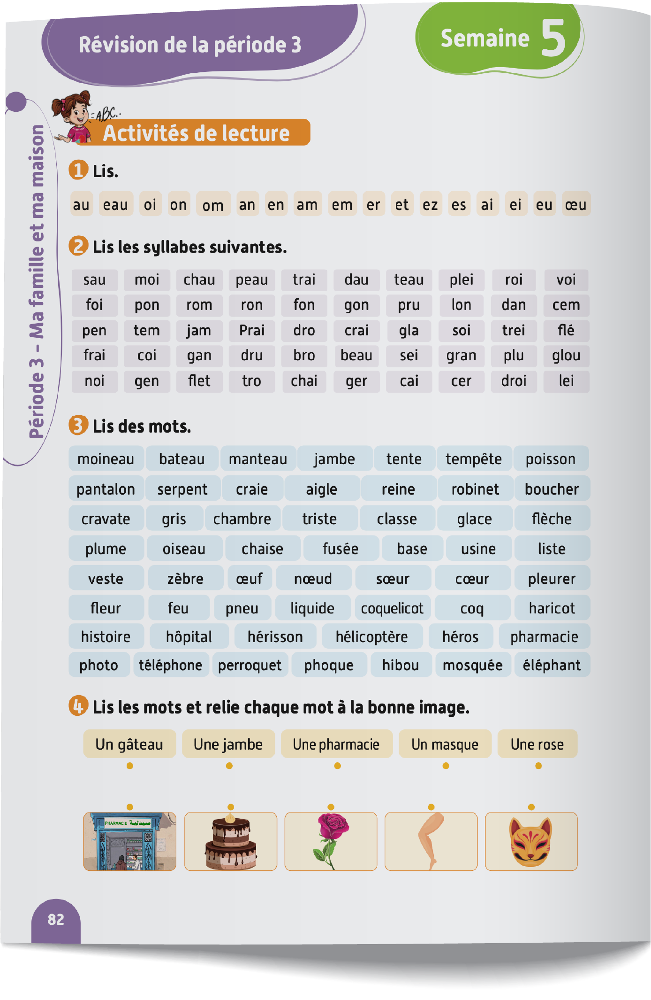 Révision de la période 3
Semaine 5
Période 3 - Ma famille et ma maison
A.B.C..
Activités de lecture
1 Lis.
au eau oi on om an en am em er et ez es ai ei eu œu
2 Lis les syllabes suivantes.
sau moi chau peau trai dau teau plei roi voi
foi pon rom ron fon gon pru lon dan cem
pen tem jam Prai dro crai gla soi trei flé
frai coi gan dru bro beau sei gran plu glou
noi gen flet tro chai ger cai cer droi lei
3 Lis des mots.
moineau bateau manteau jambe tente tempête poisson
pantalon serpent craie aigle reine robinet boucher
cravate gris chambre triste classe glace flèche
plume oiseau chaise fusée base usine liste
veste zèbre œuf nœud sœur cœur pleurer
fleur feu pneu liquide coquelicot coq haricot
histoire hôpital hérisson hélicoptère héros pharmacie
photo téléphone perroquet phoque hibou mosquée éléphant
4 Lis les mots et relie chaque mot à la bonne image.
Un gâteau Une jambe Une pharmacie Un masque Une rose
PHARMACIE صيدلية
82